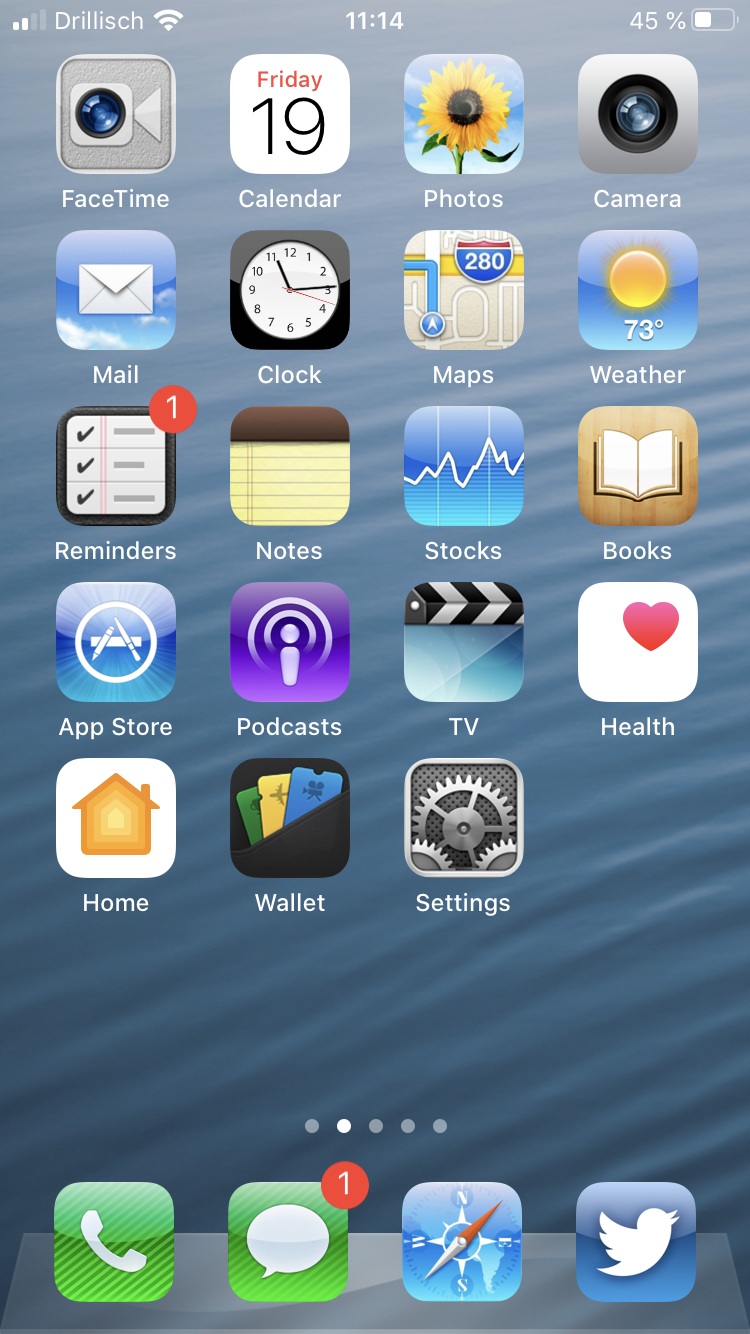 Drillisch 11:14 45 %
Friday
19
FaceTime Calendar Photos Camera
11 12 1
10 2
9 3
8 4
7 6 5
280
73°
Mail Clock Maps Weather
1
Reminders Notes Stocks Books
App Store Podcasts TV Health
Home Wallet Settings
1
N
W E
S